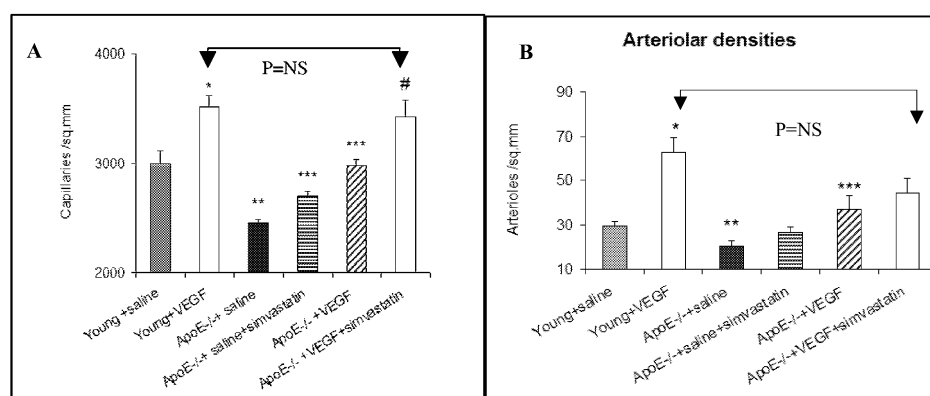 A
4000
3000
2000
Capillaries /sq.mm
P=NS
*
**
***
***
#
Young +saline
Young+VEGF
ApoE-/-+ saline
ApoE-/-+ saline+simvastatin
ApoE-/-+VEGF
ApoE-/-+VEGF+simvastatin
B
Arteriolar densities
90
70
50
30
10
Arterioles /sq.mm
P=NS
*
**
***
Young+saline
Young+VEGF
ApoE-/-+saline
ApoE-/-+saline+simvastatin
ApoE-/-+VEGF
ApoE-/-+VEGF+simvastatin